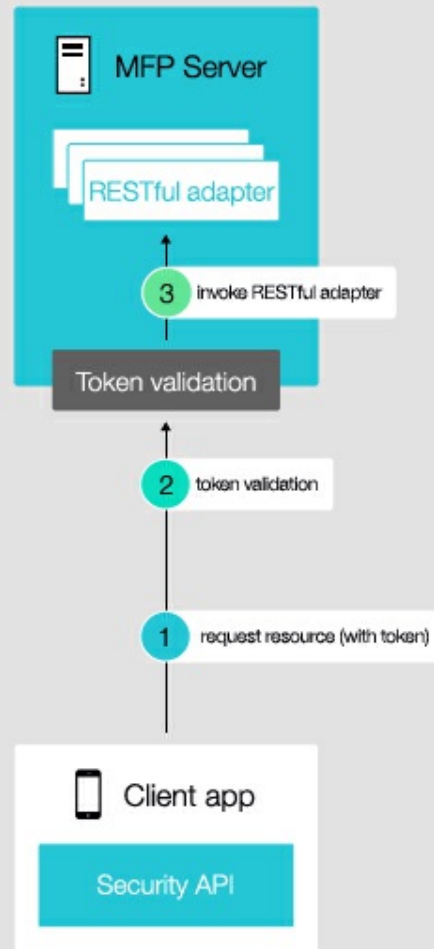 MFP Server
RESTful adapter
3 invoke RESTful adapter
Token validation
2 token validation
1 request resource (with token)
Client app
Security API